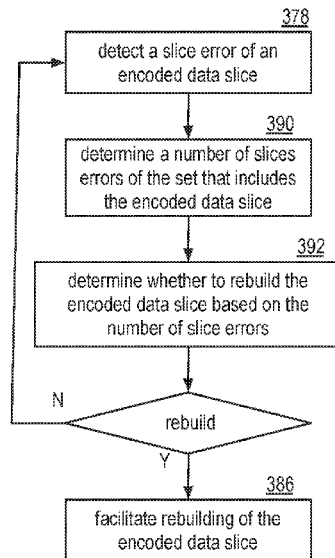 378
detect a slice error of an
encoded data slice
390
determine a number of slices
errors of the set that includes
the encoded data slice
392
determine whether to rebuild the
encoded data slice based on the
number of slice errors
N
rebuild
Y
386
facilitate rebuilding of the
encoded data slice